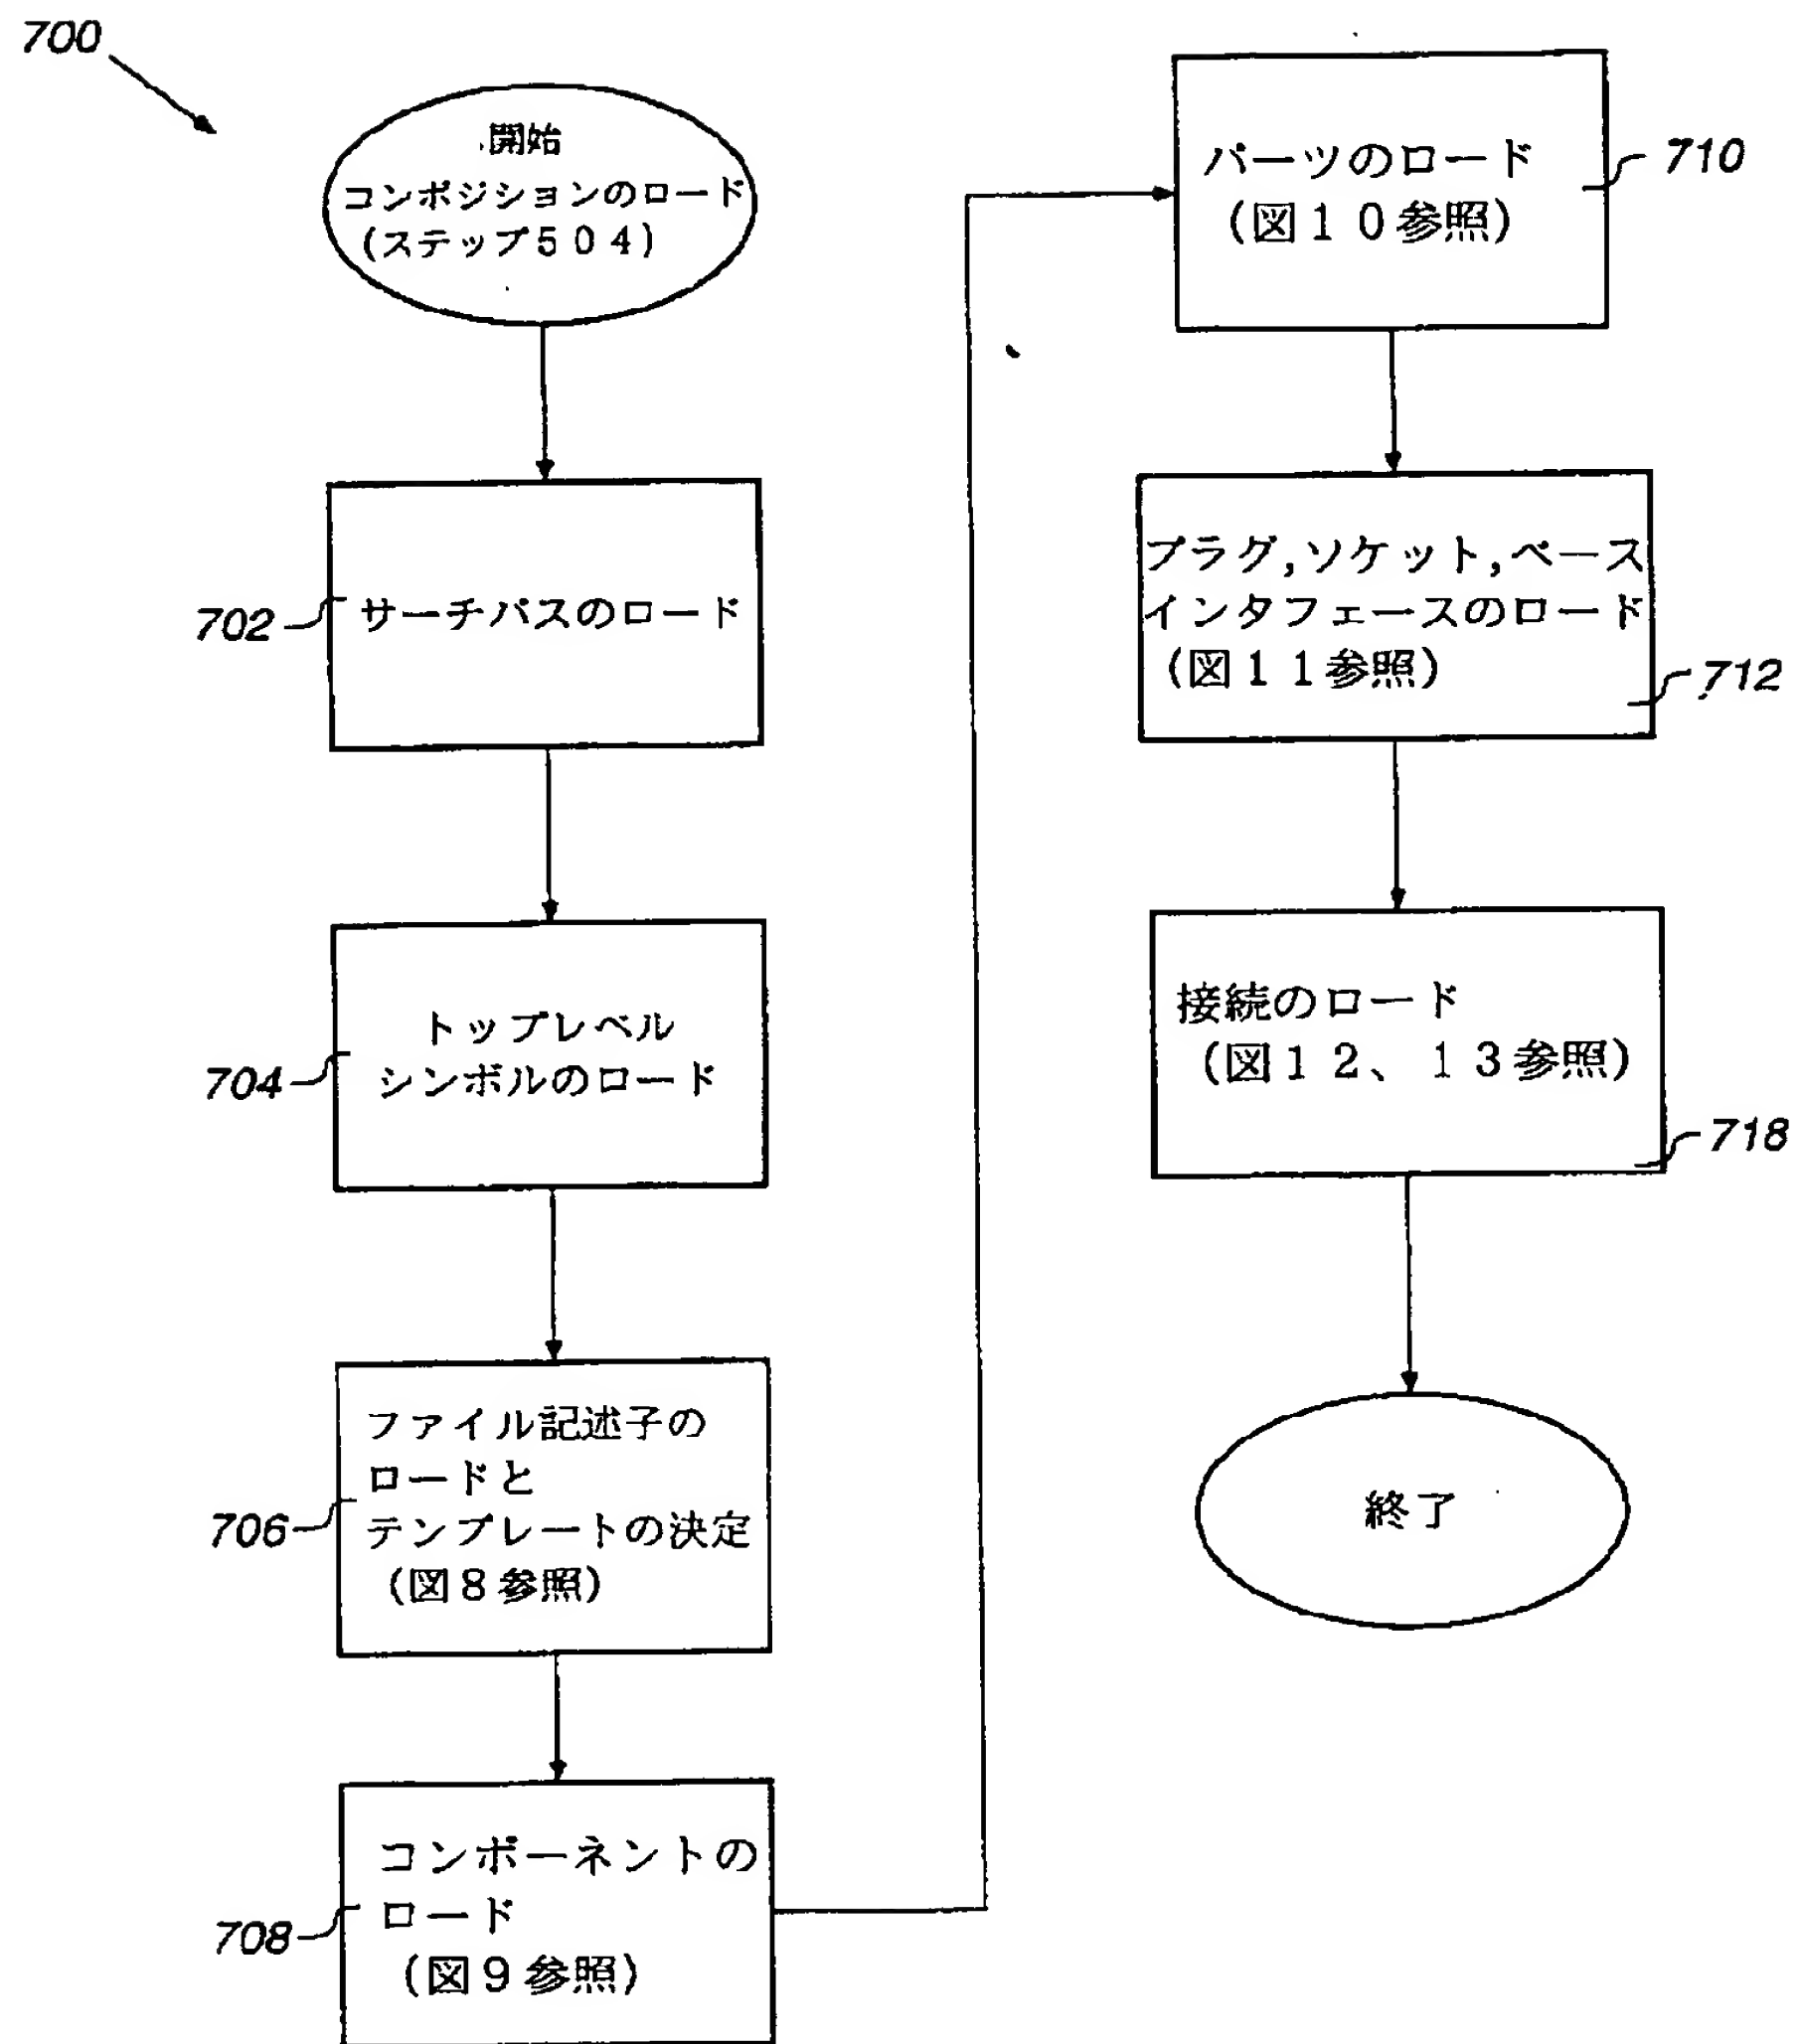 700
開始
コンポジションのロード
(ステップ504)
702
サーチパスのロード
704
トップレベル
シンボルのロード
706
ファイル記述子の
ロードと
テンプレートの決定
(図8参照)
708
コンポーネントの
ロード
(図9参照)
パーツのロード
(図10参照)
710
プラグ,ソケット,ベース
インタフェースのロード
(図11参照)
712
接続のロード
(図12、13参照)
718
終了